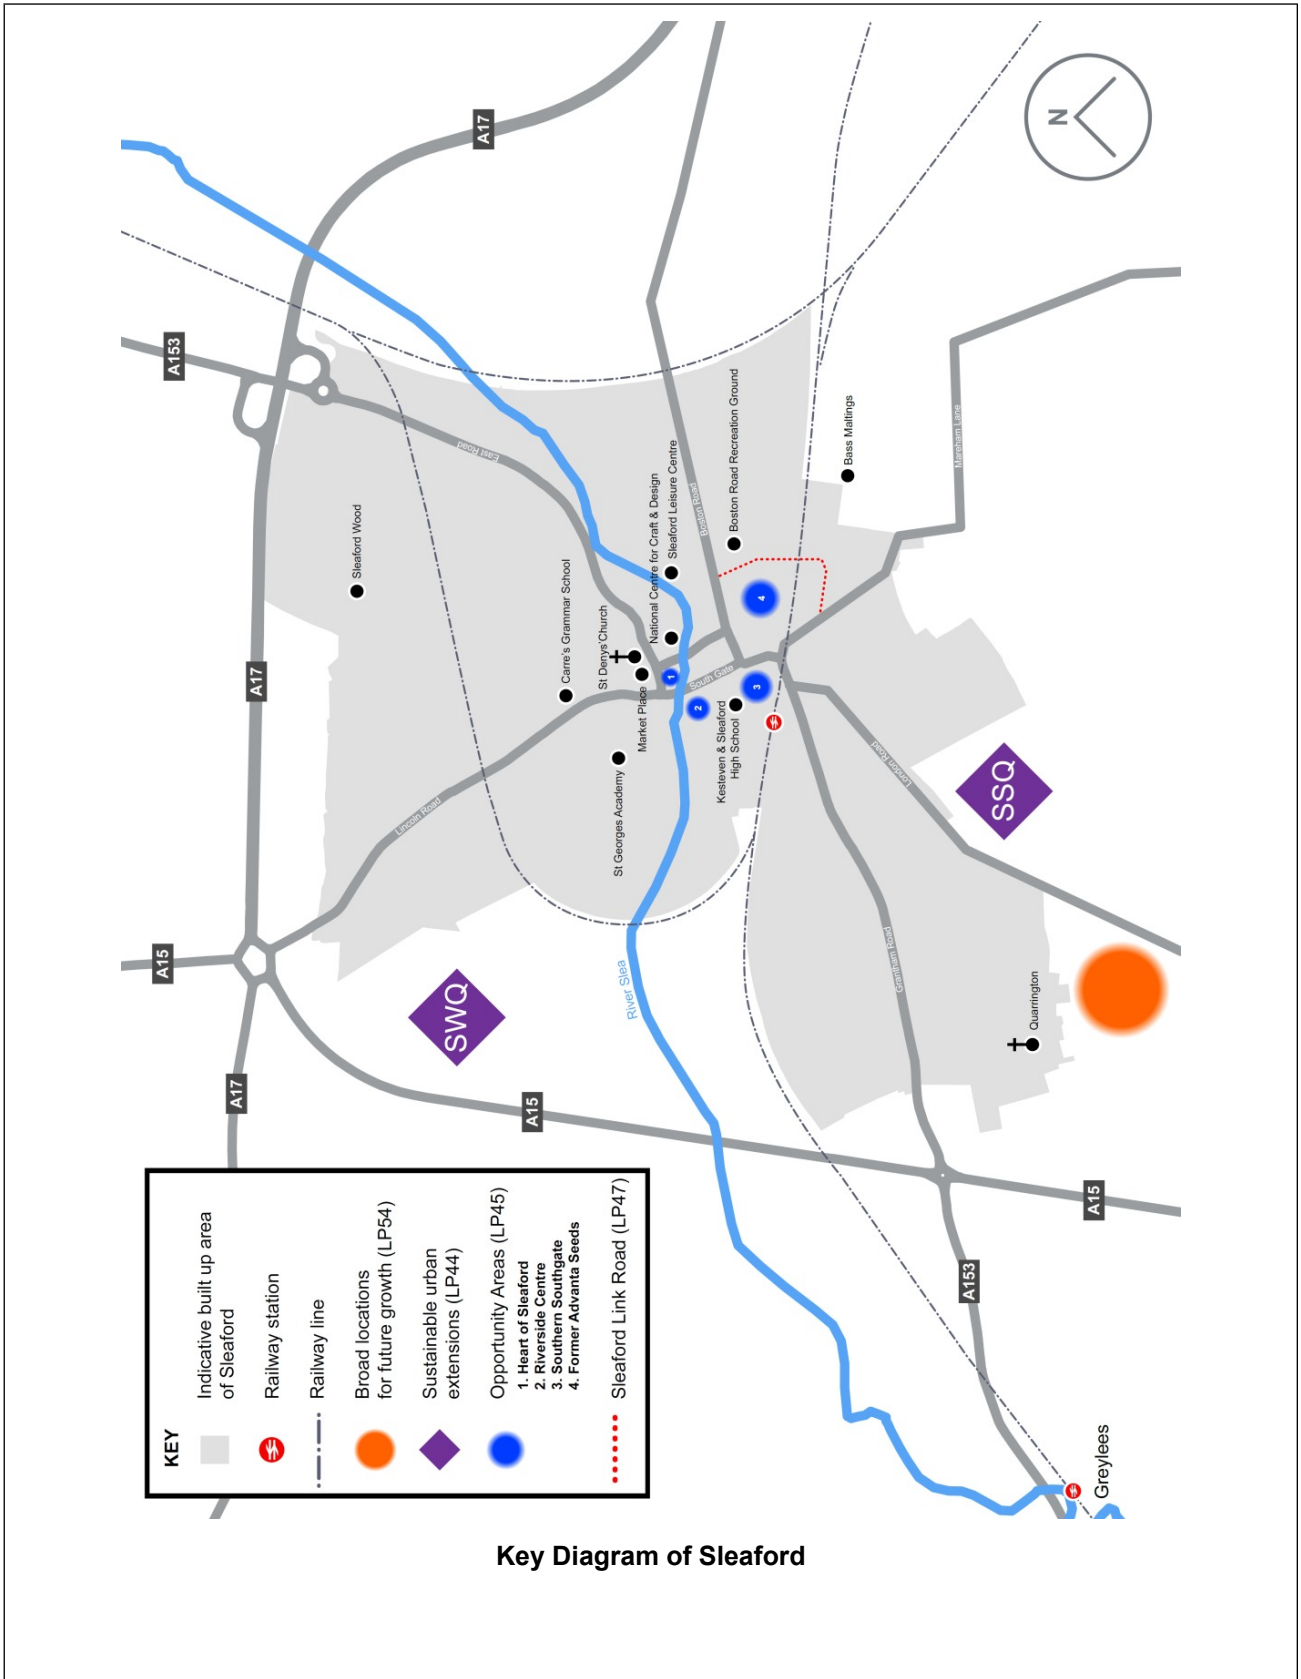 A17
A153
A17
A15
A17
A15
A15
A153
N
East Road
Lincoln Road
Boston Road
South Gate
Mareham Lane
London Road
Grantham Road
River Slea
Sleaford Wood
Carre's Grammar School
St Denys'Church
Market Place
St Georges Academy
National Centre for Craft & Design
Sleaford Leisure Centre
Boston Road Recreation Ground
Bass Maltings
Kesteven & Sleaford
High School
Quarrington
Greylees
1
2
3
4
SWQ
SSQ
KEY
Indicative built up area
of Sleaford
Railway station
Railway line
Broad locations
for future growth (LP54)
Sustainable urban
extensions (LP44)
Opportunity Areas (LP45)
1. Heart of Sleaford
2. Riverside Centre
3. Southern Southgate
4. Former Advanta Seeds
Sleaford Link Road (LP47)
Key Diagram of Sleaford